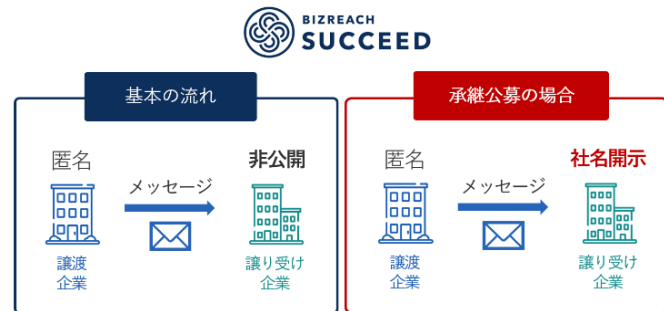 BIZREACH
SUCCEED
基本の流れ
匿名
非公開
メッセージ
譲渡
企業
譲り受け
企業
承継公募の場合
匿名
社名開示
メッセージ
譲渡
企業
譲り受け
企業